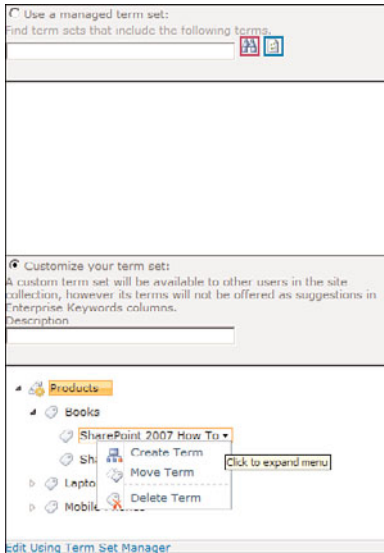 Use a managed term set:
Find term sets that include the following terms.
Customize your term set:
A custom term set will be available to other users in the site
collection, however its terms will not be offered as suggestions in
Enterprise Keywords columns.
Description
Products
Books
SharePoint 2007 How To
Create Term
Sh
Click to expand menu
Move Term
Lapto
Delete Term
Mobile
Edit Using Term Set Manager